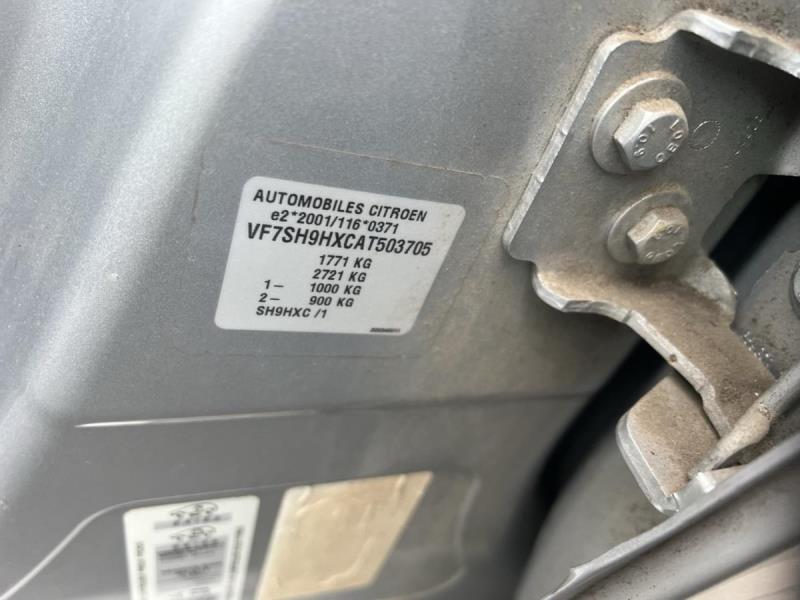 AUTOMOBILES CITROEN
e2*2001/116*0371
VF7SH9HXCAT503705
1771 KG
2721 KG
1- 1000 KG
2- 900 KG
SH9HXC /1